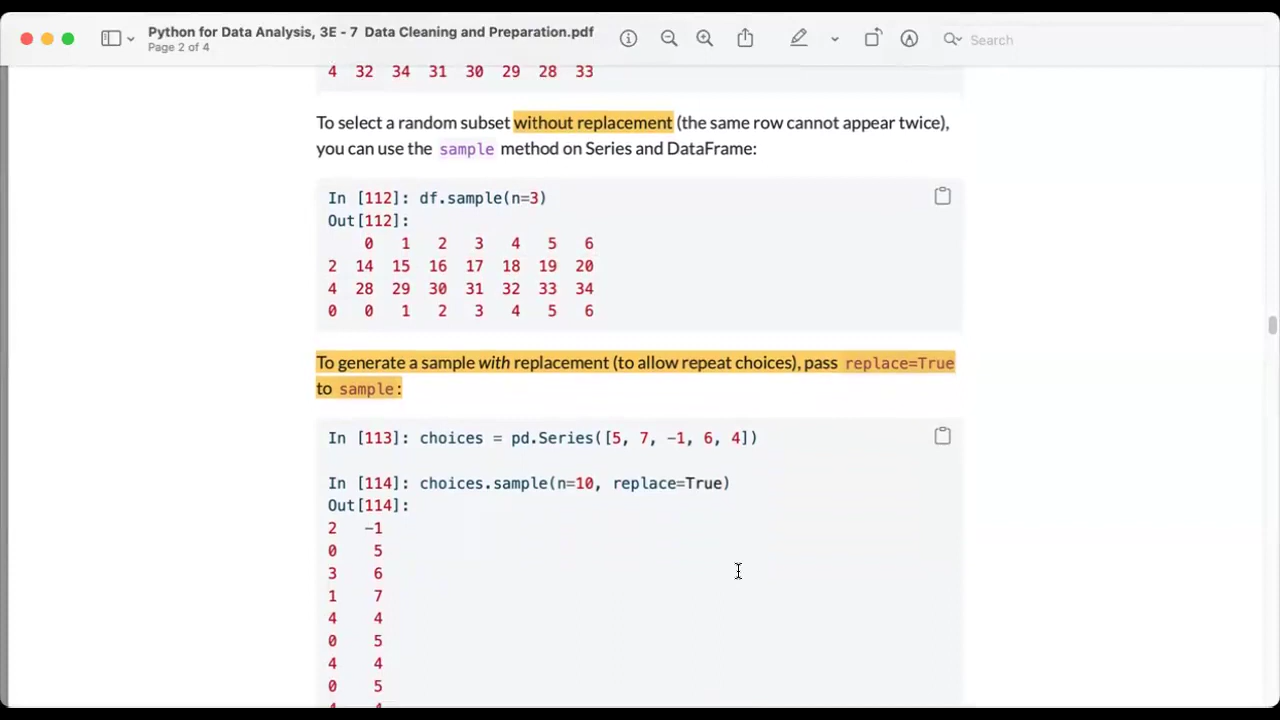 Python for Data Analysis, 3E - 7 Data Cleaning and Preparation.pdf
Page 2 of 4
Search
4 32 34 31 30 29 28 33
To select a random subset without replacement (the same row cannot appear twice),
you can use the sample method on Series and DataFrame:
In [112]: df.sample(n=3)
Out[112]:
0 1 2 3 4 5 6
2 14 15 16 17 18 19 20
4 28 29 30 31 32 33 34
0 0 1 2 3 4 5 6
To generate a sample with replacement (to allow repeat choices), pass replace=True
to sample:
In [113]: choices = pd.Series([5, 7, -1, 6, 4])
In [114]: choices.sample(n=10, replace=True)
Out[114]:
2 -1
0 5
3 6
1 7
4 4
0 5
4 4
0 5